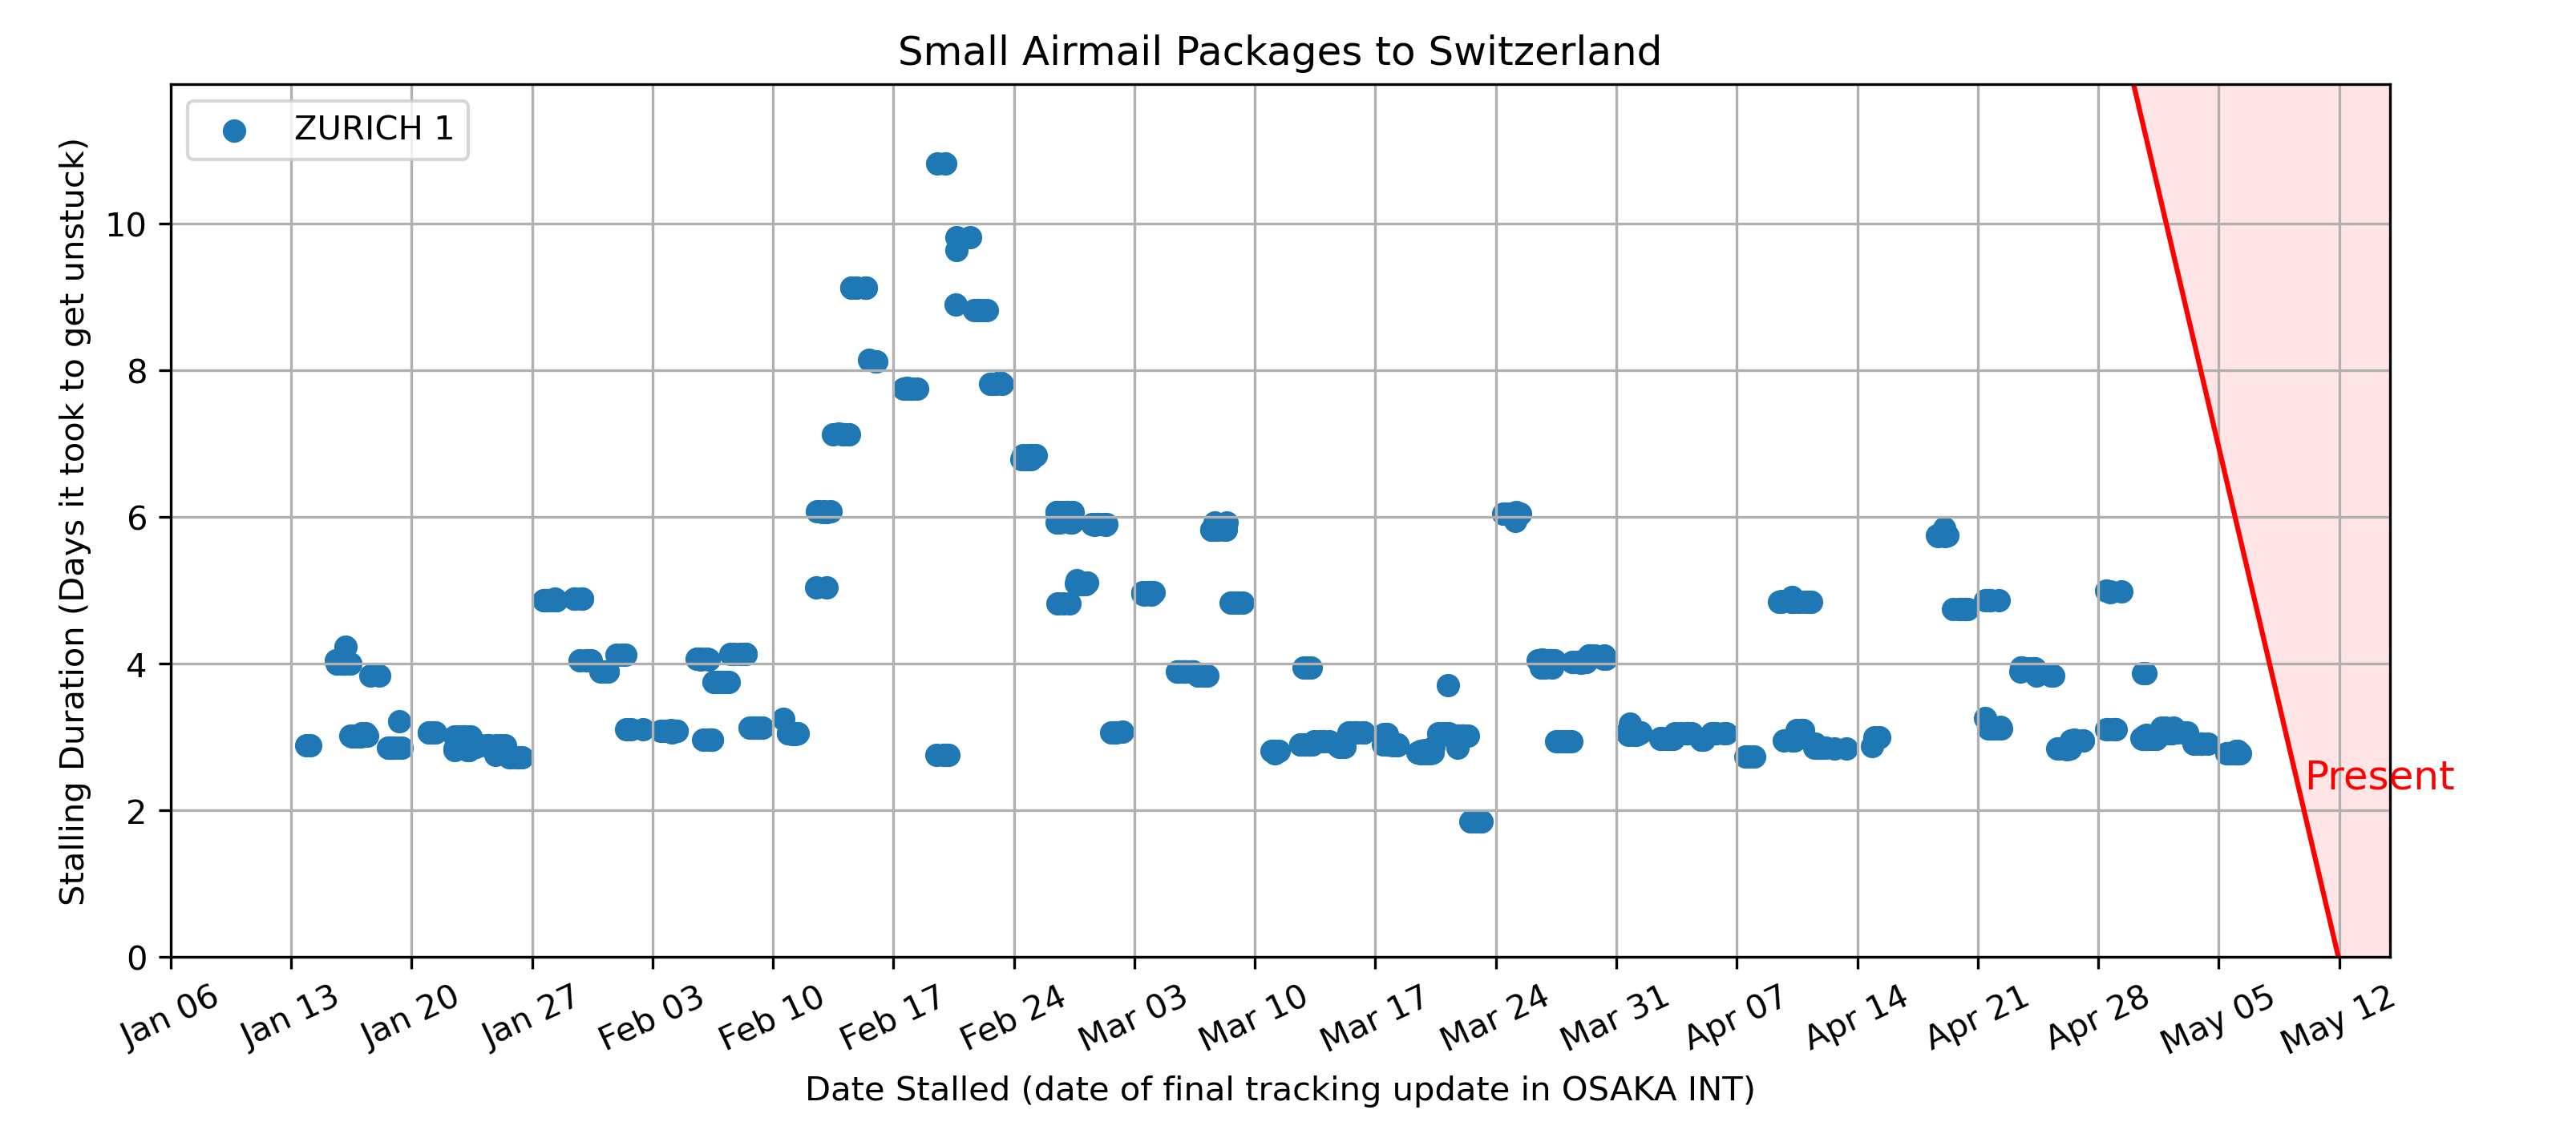 Small Airmail Packages to Switzerland
ZURICH 1
Stalling Duration (Days it took to get unstuck)
10
8
6
4
2
0
Present
Jan 06 Jan 13 Jan 20 Jan 27 Feb 03 Feb 10 Feb 17 Feb 24 Mar 03 Mar 10 Mar 17 Mar 24 Mar 31 Apr 07 Apr 14 Apr 21 Apr 28 May 05 May 12
Date Stalled (date of final tracking update in OSAKA INT)